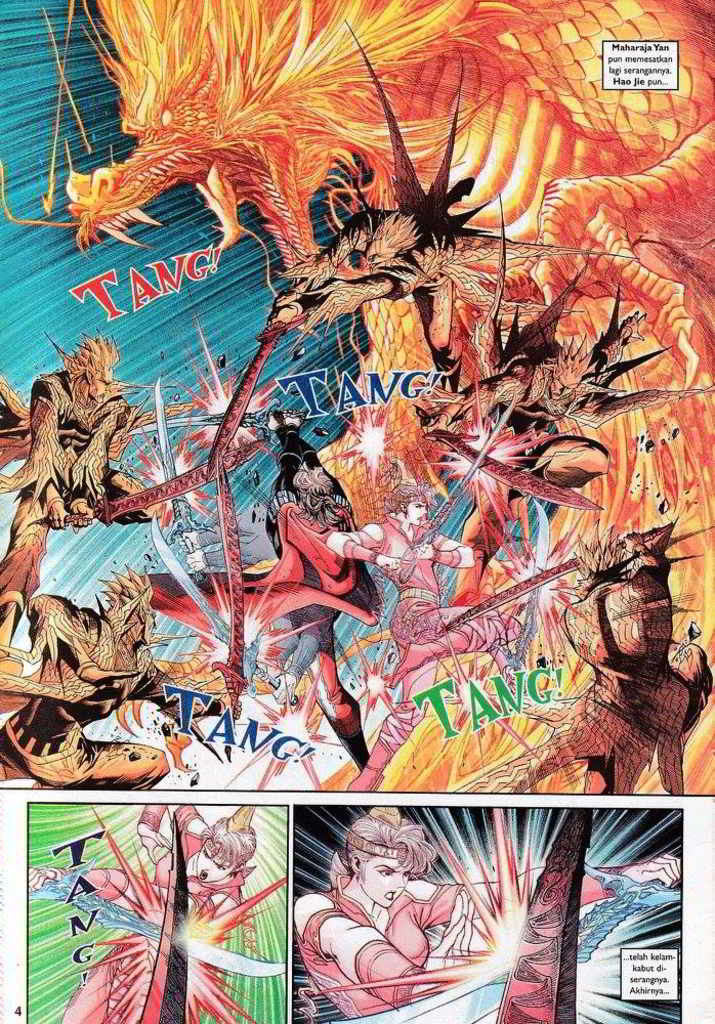 Maharaja Yan
pun memesatkan
lagi serangannya.
Hao Jie pun...
TANG!
TANG!
TANG!
TANG!
TANG!
...telah kelam-
kabut di-
serangnya.
Akhirnya...
4